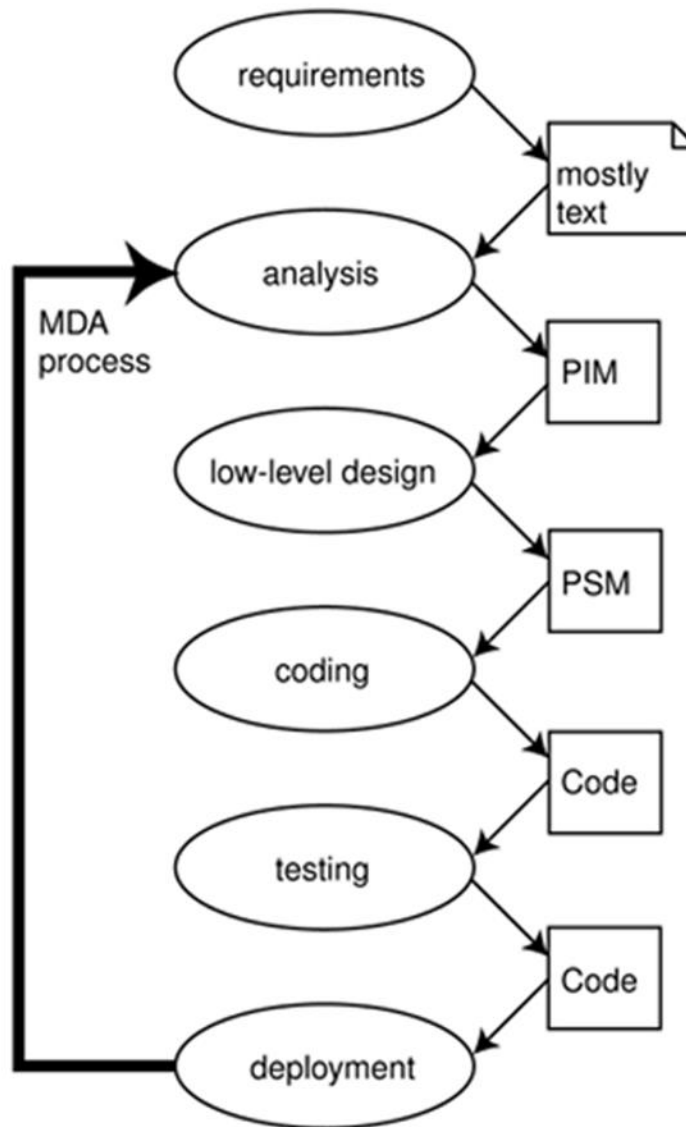 requirements
mostly
text
analysis
MDA
process
PIM
low-level design
PSM
coding
Code
testing
Code
deployment